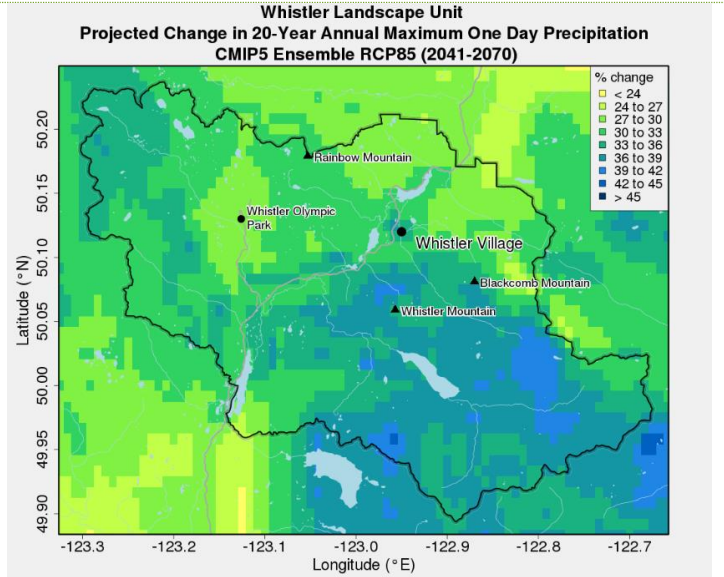 Whistler Landscape Unit
Projected Change in 20-Year Annual Maximum One Day Precipitation
CMIP5 Ensemble RCP85 (2041-2070)
% change
< 24
24 to 27
27 to 30
30 to 33
33 to 36
36 to 39
39 to 42
42 to 45
> 45
Rainbow Mountain
Whistler Olympic
Park
Whistler Village
Blackcomb Mountain
Whistler Mountain
Latitude (°N)
50.20
50.15
50.10
50.05
50.00
49.95
49.90
-123.3
-123.2
-123.1
-123.0
-122.9
-122.8
-122.7
Longitude (°E)